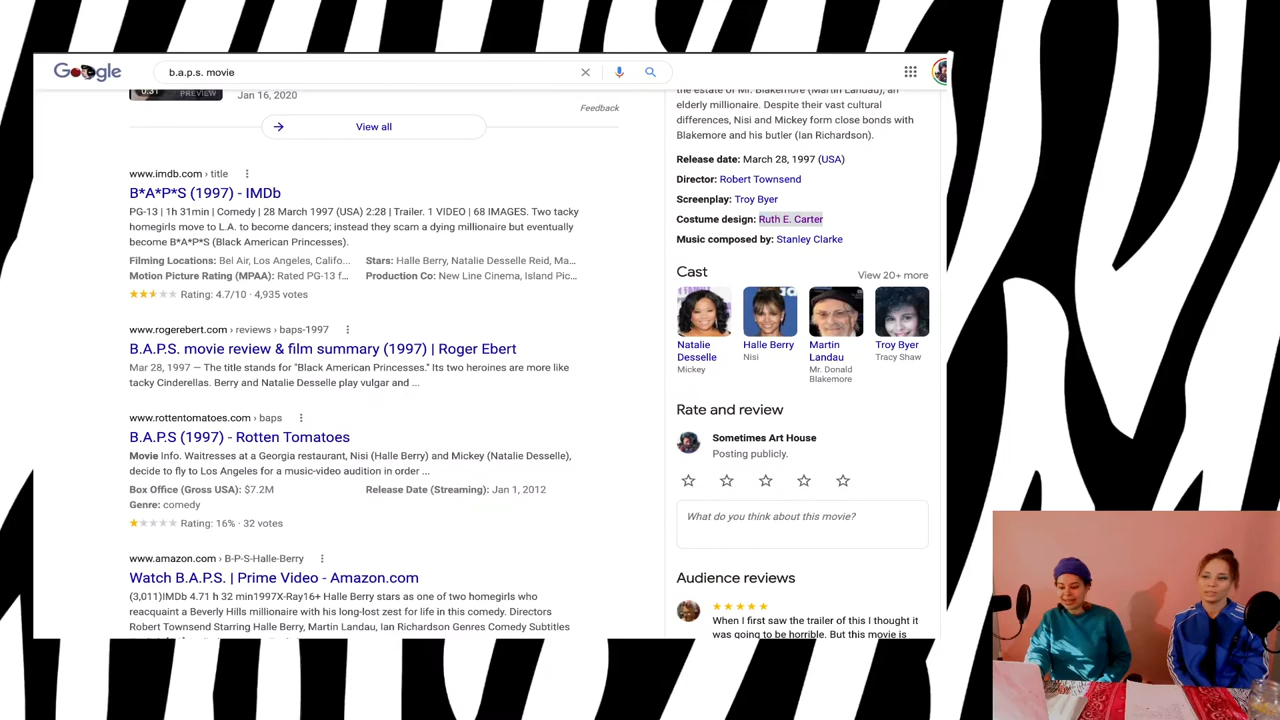 Google
b.a.p.s. movie
0:31
PREVIEW
Jan 16, 2020
Feedback
View all
www.imdb.com › title
B*A*P*S (1997) - IMDb
PG-13 | 1h 31min | Comedy | 28 March 1997 (USA) 2:28 | Trailer. 1 VIDEO | 68 IMAGES. Two tacky
homegirls move to L.A. to become dancers; instead they scam a dying millionaire but eventually
become B*A*P*S (Black American Princesses).
Filming Locations: Bel Air, Los Angeles, Califo...
Stars: Halle Berry, Natalie Desselle Reid, Ma...
Motion Picture Rating (MPAA): Rated PG-13 f...
Production Co: New Line Cinema, Island Pic...
Rating: 4.7/10 · 4,935 votes
www.rogerebert.com › reviews › baps-1997
B.A.P.S. movie review & film summary (1997) | Roger Ebert
Mar 28, 1997 — The title stands for "Black American Princesses." Its two heroines are more like
tacky Cinderellas. Berry and Natalie Desselle play vulgar and ...
www.rottentomatoes.com › baps
B.A.P.S (1997) - Rotten Tomatoes
Movie Info. Waitresses at a Georgia restaurant, Nisi (Halle Berry) and Mickey (Natalie Desselle),
decide to fly to Los Angeles for a music-video audition in order ...
Box Office (Gross USA): $7.2M
Release Date (Streaming): Jan 1, 2012
Genre: comedy
Rating: 16% · 32 votes
www.amazon.com › B-P-S-Halle-Berry
Watch B.A.P.S. | Prime Video - Amazon.com
(3,011)IMDb 4.71 h 32 min1997X-Ray16+ Halle Berry stars as one of two homegirls who
reacquaint a Beverly Hills millionaire with his long-lost zest for life in this comedy. Directors
Robert Townsend Starring Halle Berry, Martin Landau, Ian Richardson Genres Comedy Subtitles
the estate of Mr. Blakemore (Martin Landau), an
elderly millionaire. Despite their vast cultural
differences, Nisi and Mickey form close bonds with
Blakemore and his butler (Ian Richardson).
Release date: March 28, 1997 (USA)
Director: Robert Townsend
Screenplay: Troy Byer
Costume design: Ruth E. Carter
Music composed by: Stanley Clarke
Cast
View 20+ more
Natalie
Desselle
Mickey
Halle Berry
Nisi
Martin
Landau
Mr. Donald
Blakemore
Troy Byer
Tracy Shaw
Rate and review
Sometimes Art House
Posting publicly.
What do you think about this movie?
Audience reviews
When I first saw the trailer of this I thought it
was going to be horrible. But this movie is